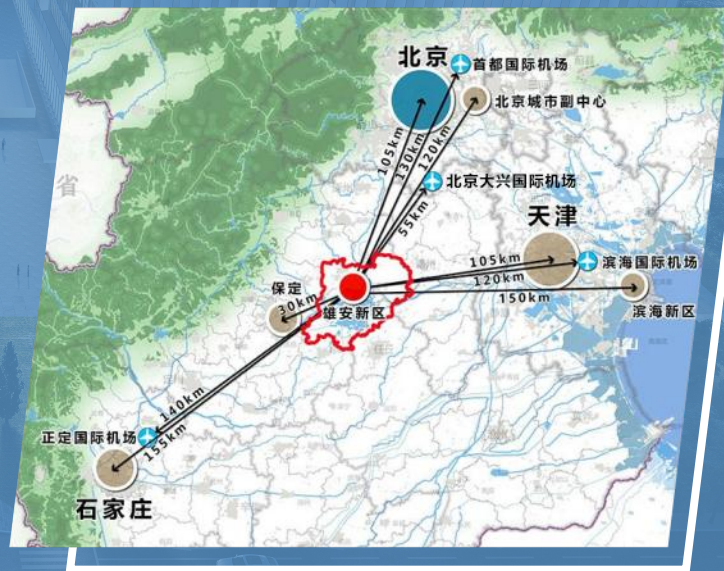 北京
首都国际机场
北京城市副中心
105km
130km
120km
北京大兴国际机场
55km
省
天津
105km
滨海国际机场
120km
保定
30km
150km
雄安新区
滨海新区
140km
正定国际机场
155km
石家庄